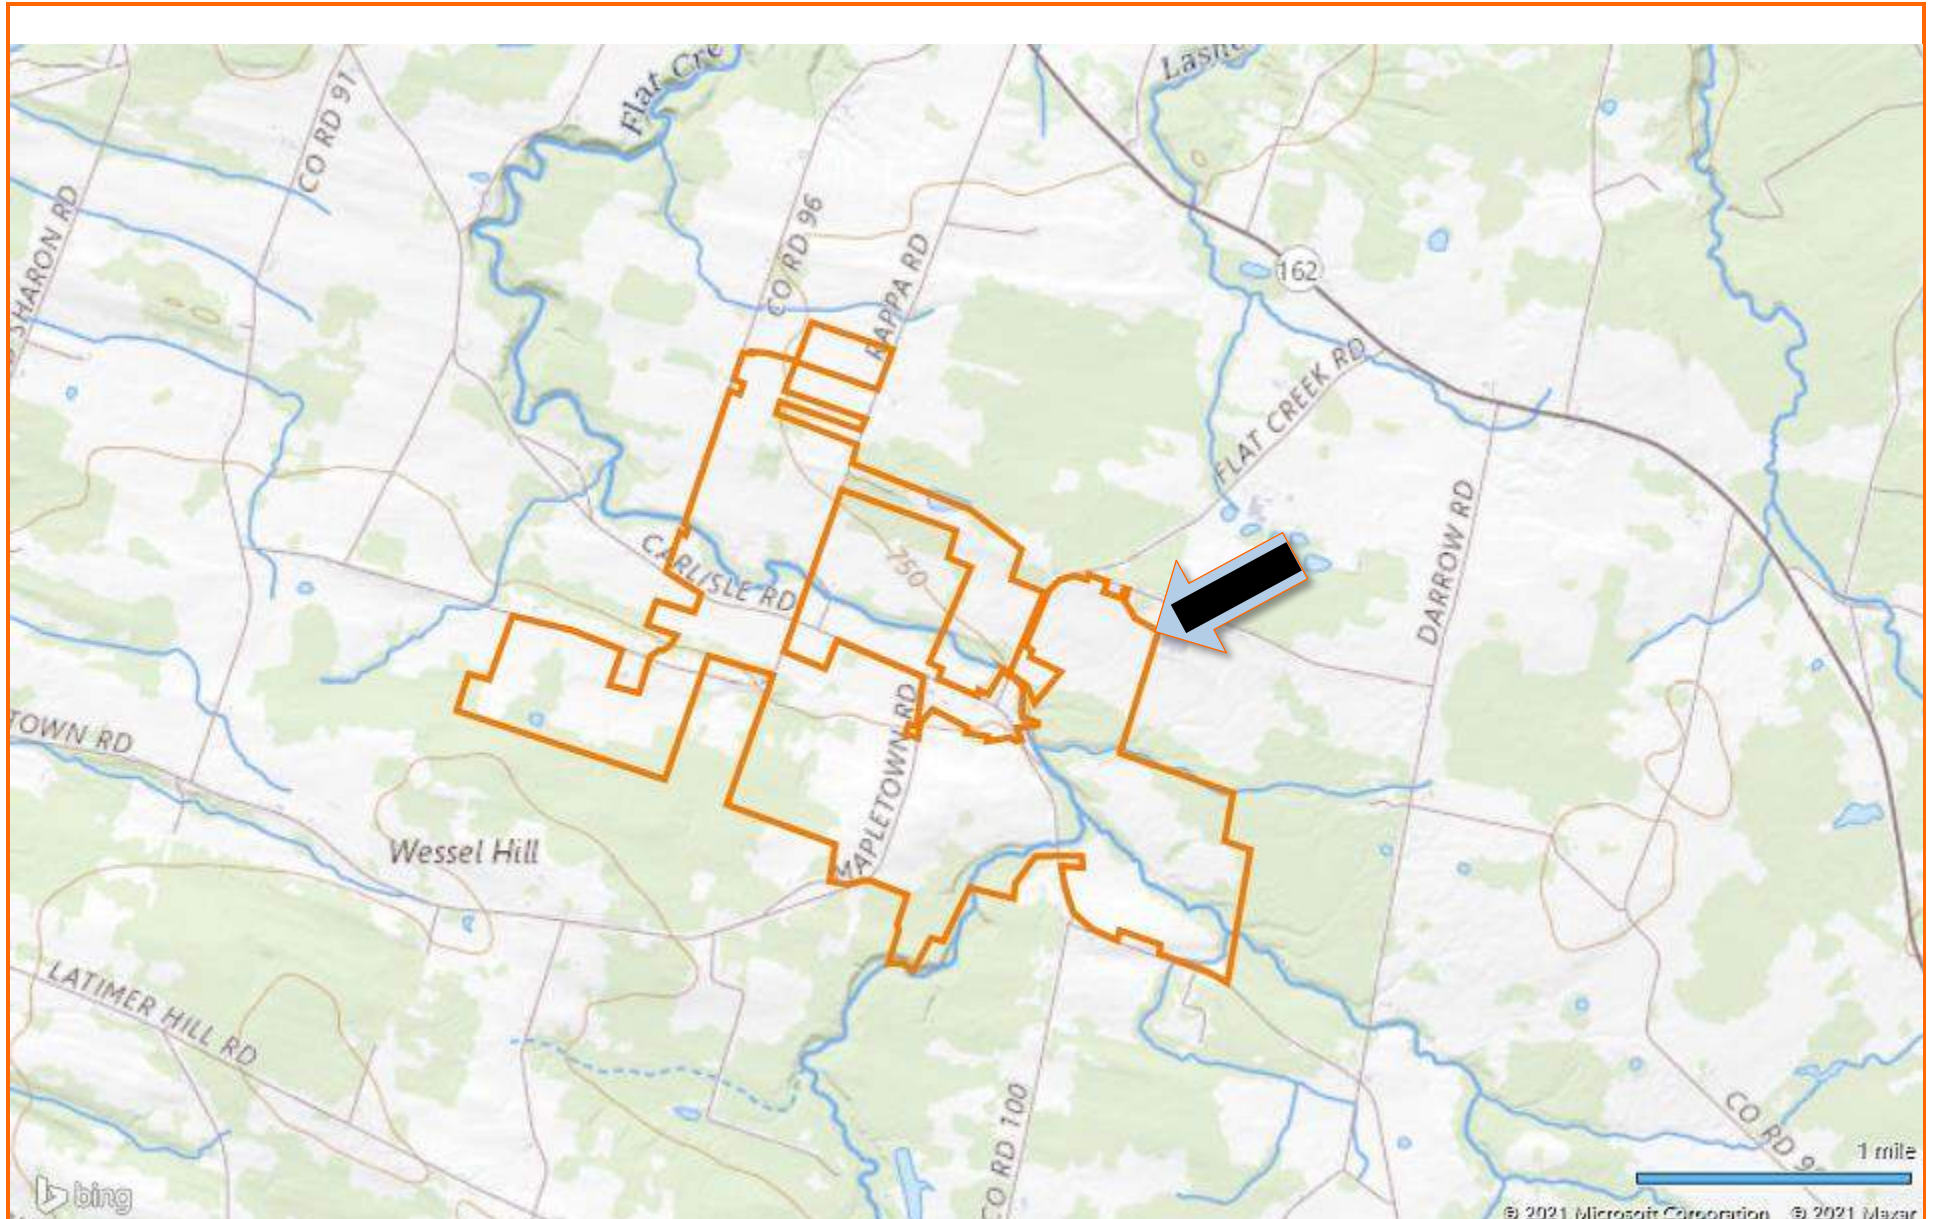 Flat Cre
Lashe
CO RD 91
SHARON RD
CO RD 96
RAPPA RD
162
FLAT CREEK RD
CARLISLE RD
750
DARROW RD
TOWN RD
MAPLETOWN RD
Wessel Hill
LATIMER HILL RD
CO RD 100
CO RD 9
1 mile
bing
© 2021 Microsoft Corporation © 2021 Maxar